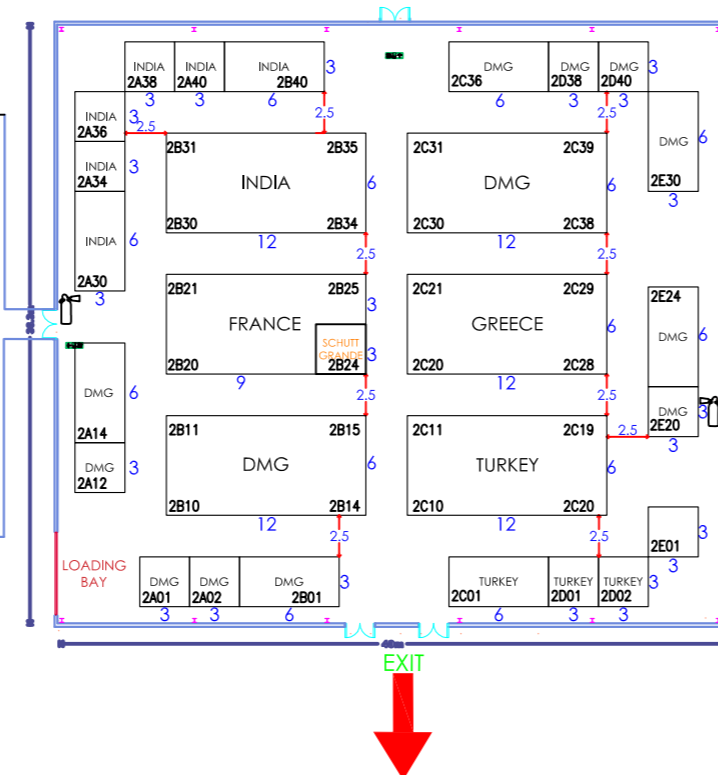 INDIA
2A38
3
INDIA
2A40
3
INDIA
2B40
6
3
DMG
2C36
6
DMG
2D38
3
DMG
2D40
3
3
INDIA
2A36
3
2.5
2.5
2.5
INDIA
2A34
3
INDIA
2A30
6
3
2B31
2B35
INDIA
2B30
2B34
6
12
2.5
2C31
2C39
DMG
2C30
2C38
6
12
2.5
DMG
2E30
6
3
2B21
2B25
FRANCE
3
SCHUTT
GRANDE
2B20
2B24
3
9
2.5
2C21
2C29
GREECE
2C20
2C28
6
12
2.5
2E24
DMG
6
DMG
2E20
3
3
2.5
DMG
2A14
6
DMG
2A12
3
2B11
2B15
DMG
2B10
2B14
6
12
2.5
2C11
2C19
TURKEY
2C10
2C20
6
12
2.5
2E01
3
3
LOADING
BAY
DMG
2A01
3
DMG
2A02
3
DMG
2B01
6
3
TURKEY
2C01
6
TURKEY
2D01
3
TURKEY
2D02
3
3
EXIT